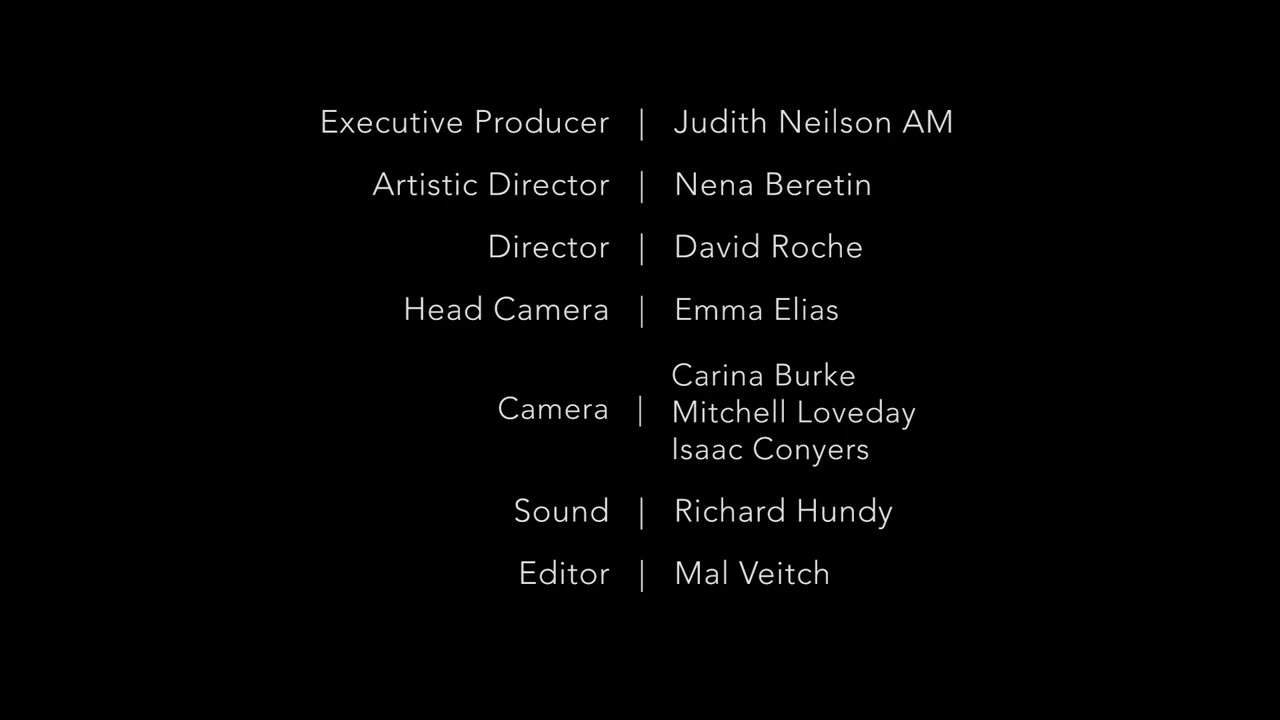 Executive Producer | Judith Neilson AM
Artistic Director | Nena Beretin
Director | David Roche
Head Camera | Emma Elias
Camera | Carina Burke
Mitchell Loveday
Isaac Conyers
Sound | Richard Hundy
Editor | Mal Veitch